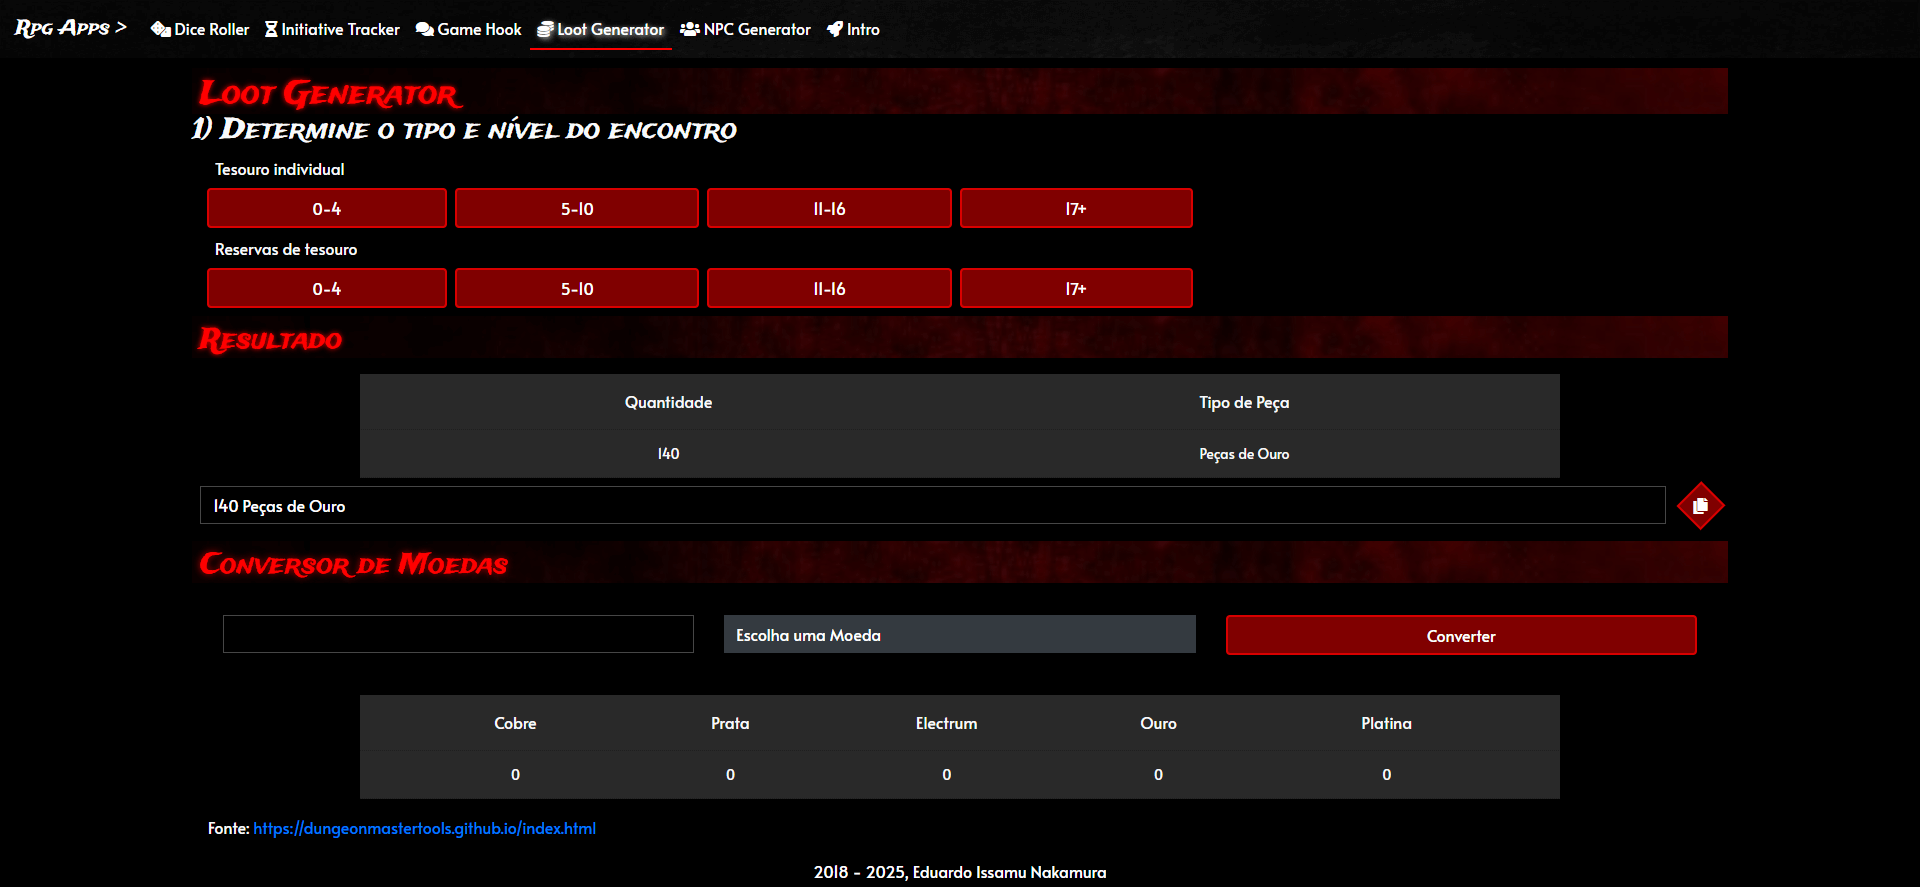 Rpg Apps > Dice Roller Initiative Tracker Game Hook Loot Generator NPC Generator Intro
Loot Generator
1) Determine o tipo e nível do encontro
Tesouro individual
0-4 5-10 11-16 17+
Reservas de tesouro
0-4 5-10 11-16 17+
Resultado
Quantidade Tipo de Peça
140 Peças de Ouro
140 Peças de Ouro
Conversor de Moedas
Escolha uma Moeda Converter
Cobre Prata Electrum Ouro Platina
0 0 0 0 0
Fonte: https://dungeonmastertools.github.io/index.html
2018 - 2025, Eduardo Issamu Nakamura